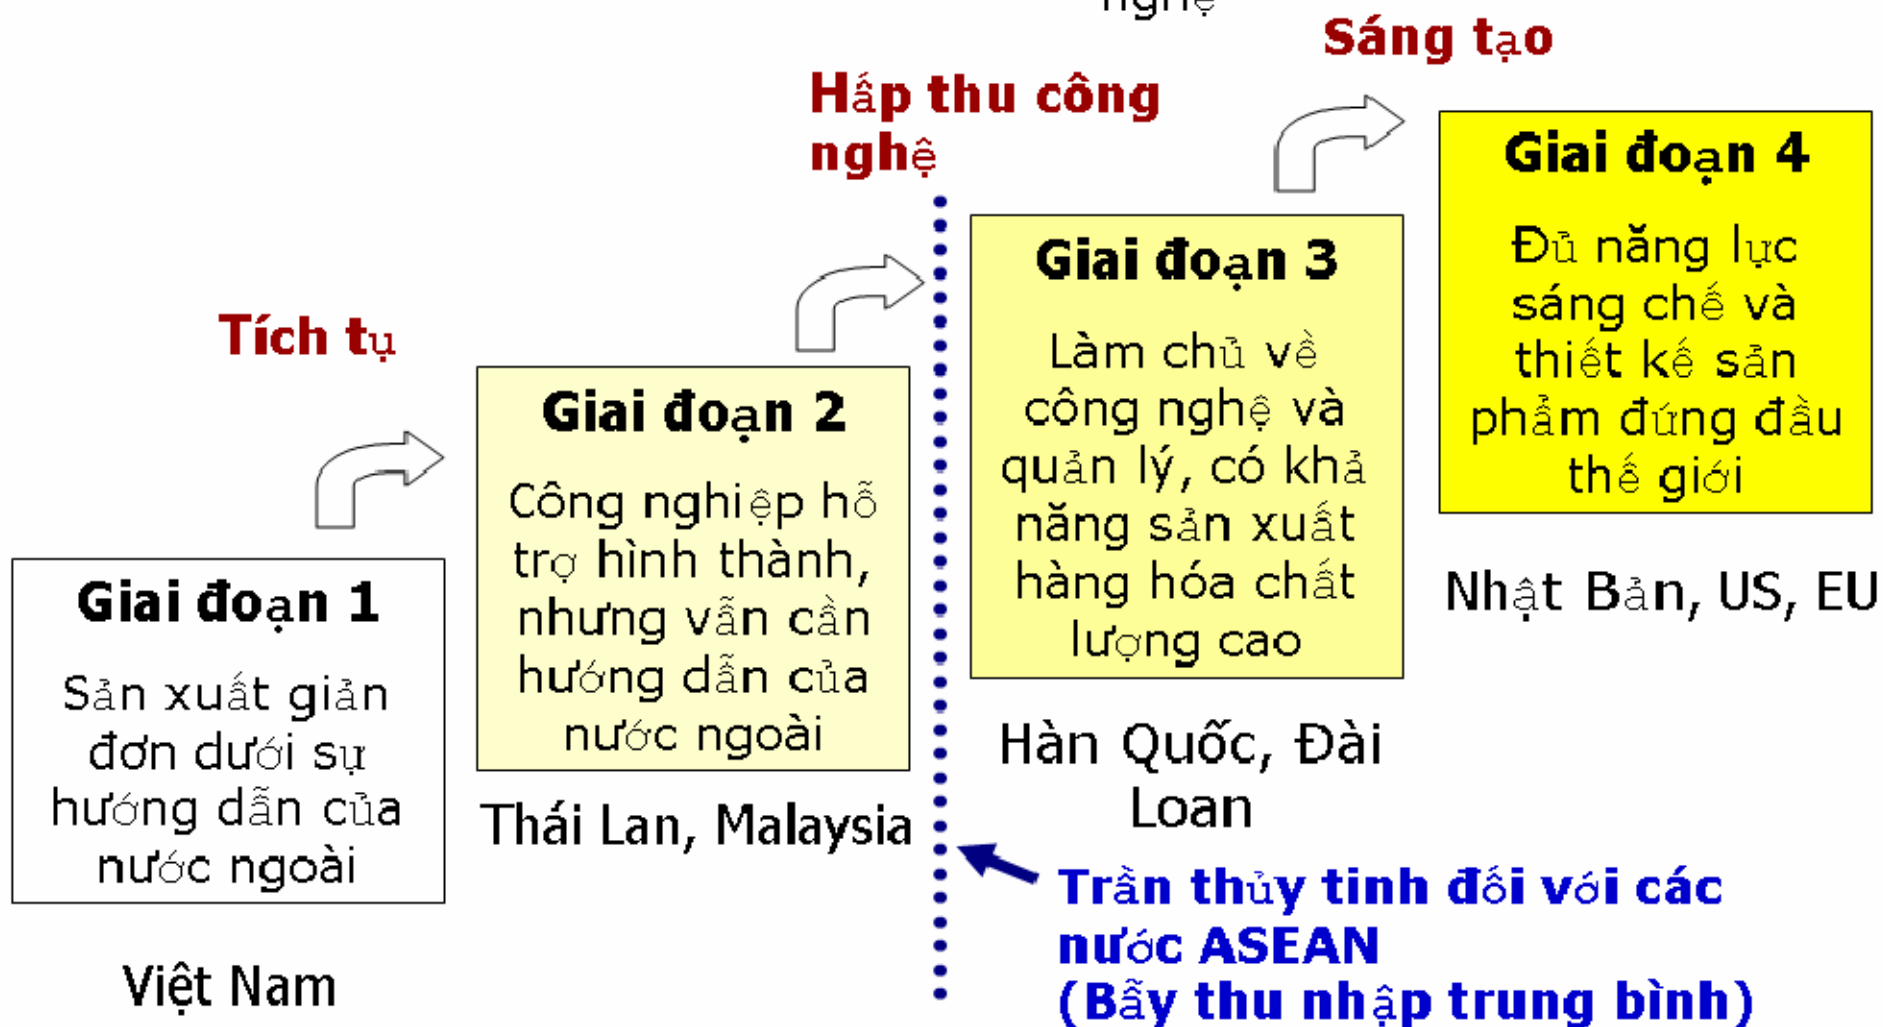 nghệ
Sáng tạo
Hấp thu công
nghệ
Tích tụ
Giai đoạn 1
Sản xuất giản
đơn dưới sự
hướng dẫn của
nước ngoài
Việt Nam
Giai đoạn 2
Công nghiệp hỗ
trợ hình thành,
nhưng vẫn cần
hướng dẫn của
nước ngoài
Thái Lan, Malaysia
Giai đoạn 3
Làm chủ về
công nghệ và
quản lý, có khả
năng sản xuất
hàng hóa chất
lượng cao
Hàn Quốc, Đài
Loan
Giai đoạn 4
Đủ năng lực
sáng chế và
thiết kế sản
phẩm đứng đầu
thế giới
Nhật Bản, US, EU
Trần thủy tinh đối với các
nước ASEAN
(Bẫy thu nhập trung bình)